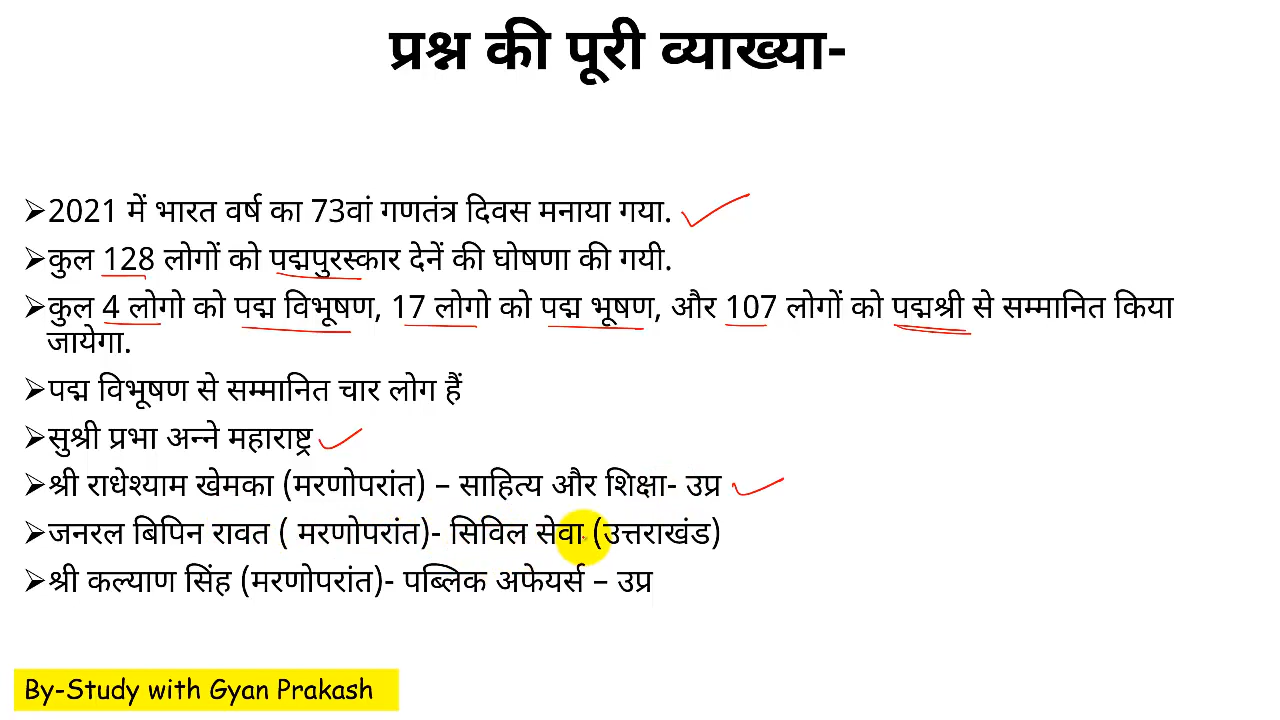 प्रश्न की पूरी व्याख्या-
➢2021 में भारत वर्ष का 73वां गणतंत्र दिवस मनाया गया.
➢कुल 128 लोगों को पद्मपुरस्कार देनें की घोषणा की गयी.
➢कुल 4 लोगो को पद्म विभूषण, 17 लोगो को पद्म भूषण, और 107 लोगों को पद्मश्री से सम्मानित किया
जायेगा.
➢पद्म विभूषण से सम्मानित चार लोग हैं
➢सुश्री प्रभा अन्ने महाराष्ट्र
➢श्री राधेश्याम खेमका (मरणोपरांत) – साहित्य और शिक्षा- उप्र
➢जनरल बिपिन रावत ( मरणोपरांत)- सिविल सेवा (उत्तराखंड)
➢श्री कल्याण सिंह (मरणोपरांत)- पब्लिक अफेयर्स – उप्र
By-Study with Gyan Prakash